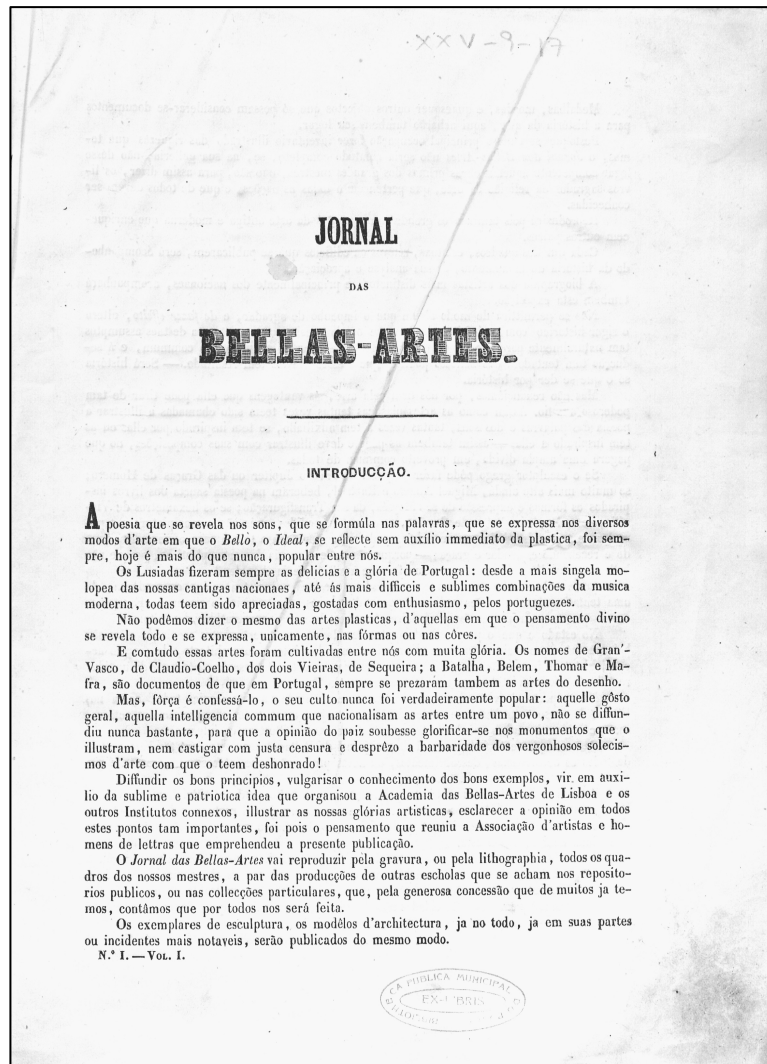 XXV-9-17
JORNAL
DAS
BELLAS-ARTES.
INTRODUCÇÃO.
A poesia que se revela nos sons, que se formúla nas palavras, que se expressa nos diversos
modos d'arte em que o Bello, o Ideal, se reflecte sem auxílio immediato da plastica, foi sem-
pre, hoje é mais do que nunca, popular entre nós.
Os Lusiadas fizeram sempre as delicias e a glória de Portugal: desde a mais singela me-
lopea das nossas cantigas nacionaes, até ás mais difficeis e sublimes combinações da musica
moderna, todas teem sido apreciadas, gostadas com enthusiasmo, pelos portuguezes.
Não podêmos dizer o mesmo das artes plasticas, d'aquellas em que o pensamento divino
se revela todo e se expressa, unicamente, nas fórmas ou nas côres.
E comtudo essas artes foram cultivadas entre nós com muita glória. Os nomes de Gran'-
Vasco, de Claudio-Coelho, dos dois Vieiras, de Sequeira; a Batalha, Belem, Thomar e Ma-
fra, são documentos de que em Portugal, sempre se prezaram tambem as artes do desenho.
Mas, fôrça é confessá-lo, o seu culto nunca foi verdadeiramente popular: aquelle gôsto
geral, aquella intelligencia commum que nacionalisam as artes entre um povo, não se diffun-
diu nunca bastante, para que a opinião do paiz soubesse glorificar-se nos monumentos que o
illustram, nem castigar com justa censura e desprêzo a barbaridade dos vergonhosos solecis-
mos d'arte com que o teem deshonrado!
Diffundir os bons principios, vulgarisar o conhecimento dos bons exemplos, vir em auxi-
lio da sublime e patriotica idea que organisou a Academia das Bellas-Artes de Lisboa e os
outros Institutos connexos, illustrar as nossas glórias artisticas, esclarecer a opinião em todos
estes pontos tam importantes, foi pois o pensamento que reuniu a Associação d'artistas e ho-
mens de letras que emprehendeu a presente publicação.
O Jornal das Bellas-Artes vai reproduzir pela gravura, ou pela lithographia, todos os qua-
dros dos nossos mestres, a par das producções de outras escholas que se acham nos reposito-
rios publicos, ou nas collecções particulares, que, pela generosa concessão que de muitos ja te-
mos, contâmos que por todos nos será feita.
Os exemplares de esculptura, os modêlos d'architectura, ja no todo, ja em suas partes
ou incidentes mais notaveis, serão publicados do mesmo modo.
N.º I. — VOL. I.
PUBLICA MUNICIPAL
EX-LIBRIS